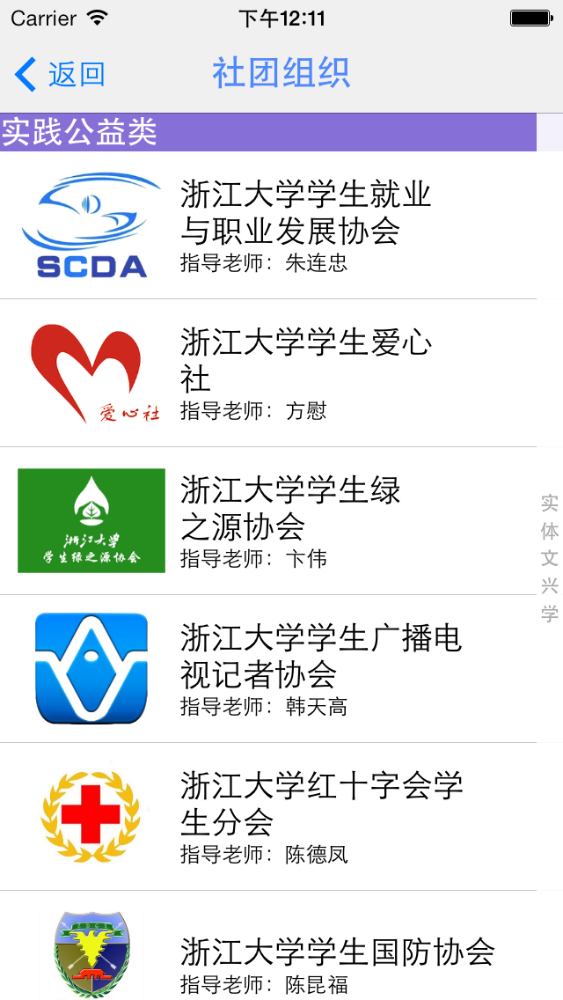 Carrier 下午12:11
返回 社团组织
实践公益类
SCDA
浙江大学学生就业
与职业发展协会
指导老师：朱连忠
爱心社
浙江大学学生爱心
社
指导老师：方慰
浙江大学
学生绿之源协会
浙江大学学生绿
之源协会
指导老师：卞伟
浙江大学学生广播电
视记者协会
指导老师：韩天高
浙江大学红十字会学
生分会
指导老师：陈德凤
浙江大学学生国防协会
指导老师：陈昆福
实
体
文
兴
学